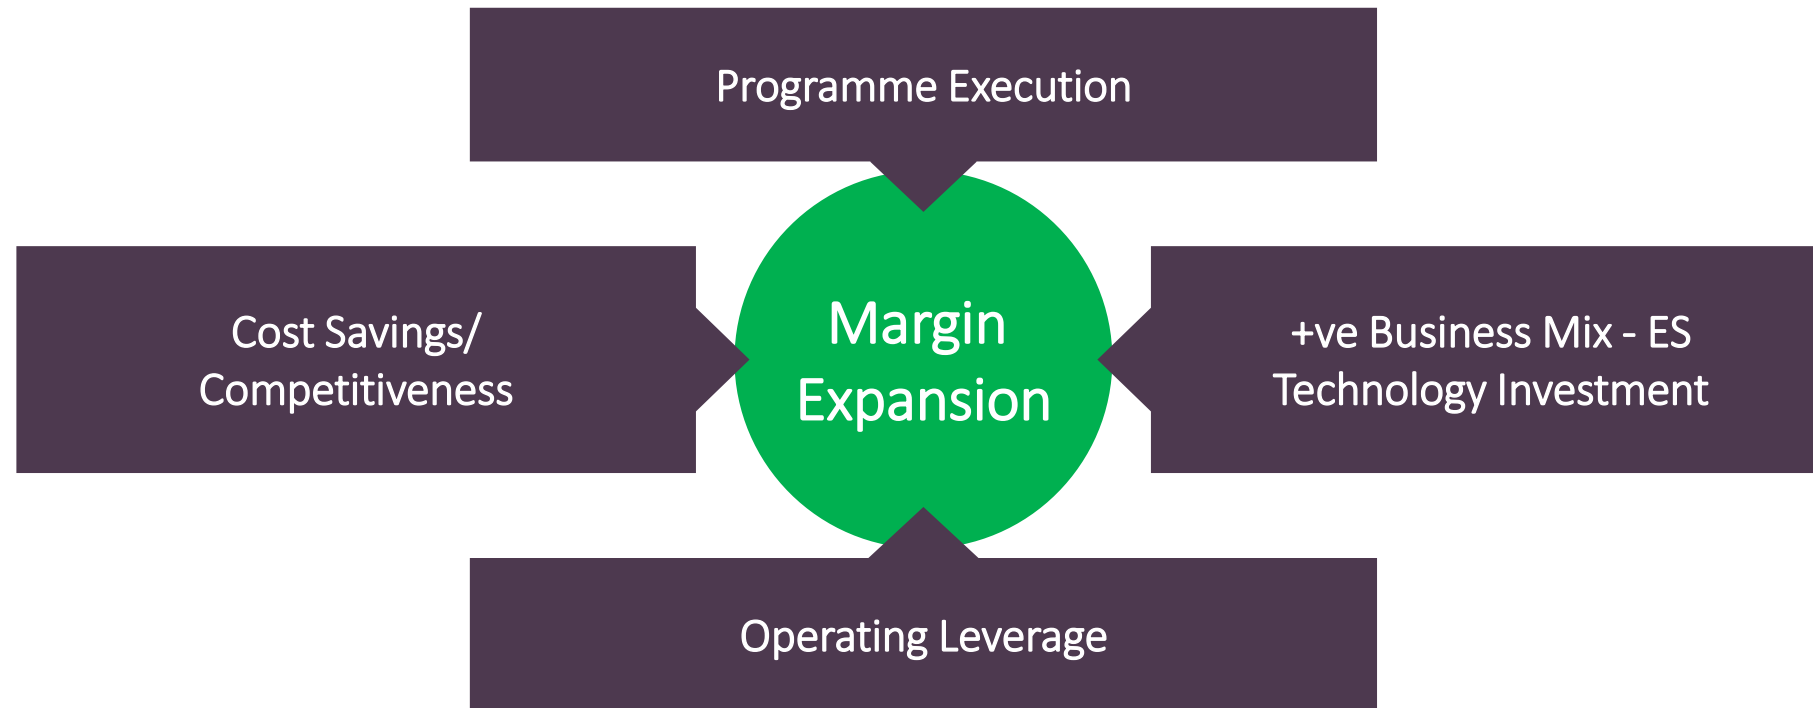 Programme Execution
Cost Savings/
Competitiveness
Margin
Expansion
+ve Business Mix - ES
Technology Investment
Operating Leverage